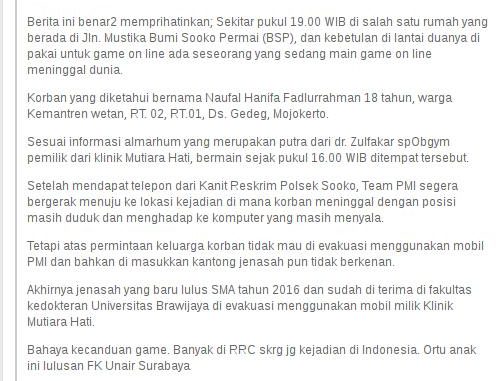 Berita ini benar2 memprihatinkan; Sekitar pukul 19.00 WIB di salah satu rumah yang
berada di Jln. Mustika Bumi Sooko Permai (BSP), dan kebetulan di lantai duanya di
pakai untuk game on line ada seseorang yang sedang main game on line
meninggal dunia.
Korban yang diketahui bernama Naufal Hanifa Fadlurrahman 18 tahun, warga
Kemantren wetan, RT. 02, RT.01, Ds. Gedeg, Mojokerto.
Sesuai informasi almarhum yang merupakan putra dari dr. Zulfakar spObgym
pemilik dari klinik Mutiara Hati, bermain sejak pukul 16.00 WIB ditempat tersebut.
Setelah mendapat telepon dari Kanit Reskrim Polsek Sooko, Team PMI segera
bergerak menuju ke lokasi kejadian di mana korban meninggal dengan posisi
masih duduk dan menghadap ke komputer yang masih menyala.
Tetapi atas permintaan keluarga korban tidak mau di evakuasi menggunakan mobil
PMI dan bahkan di masukkan kantong jenasah pun tidak berkenan.
Akhirnya jenasah yang baru lulus SMA tahun 2016 dan sudah di terima di fakultas
kedokteran Universitas Brawijaya di evakuasi menggunakan mobil milik Klinik
Mutiara Hati.
Bahaya kecanduan game. Banyak di RRC skrg jg kejadian di Indonesia. Ortu anak
ini lulusan FK Unair Surabaya